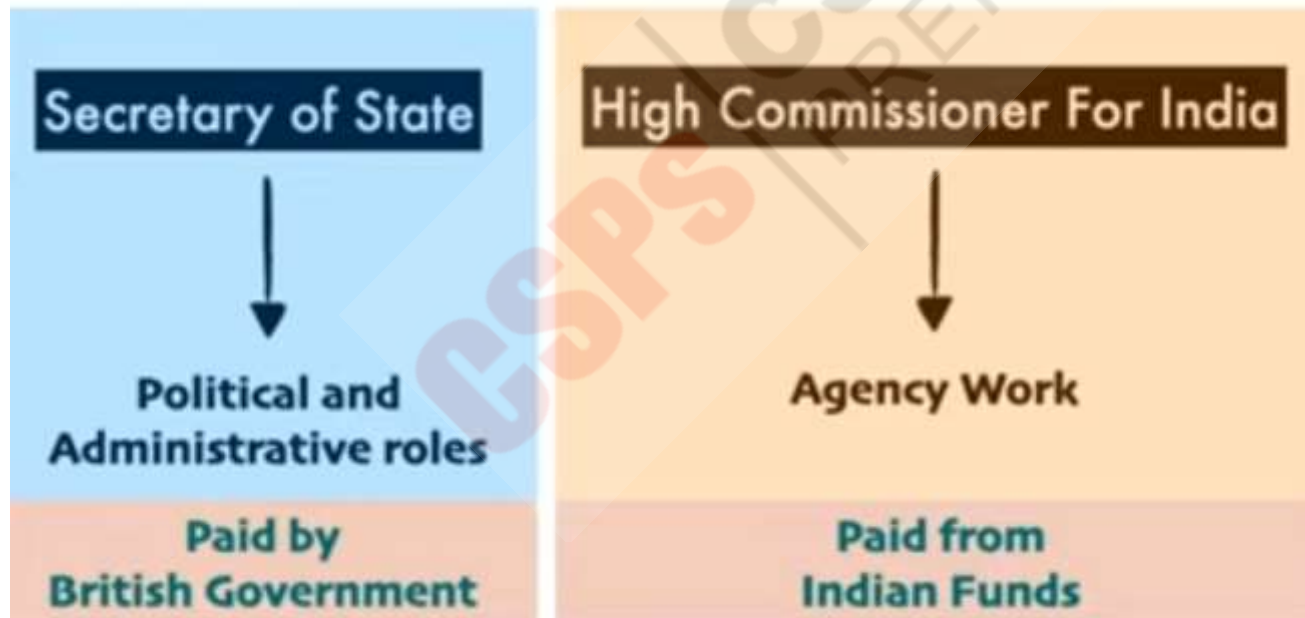 Secretary of State
Political and
Administrative roles
Paid by
British Government
High Commissioner For India
Agency Work
Paid from
Indian Funds
CSPS